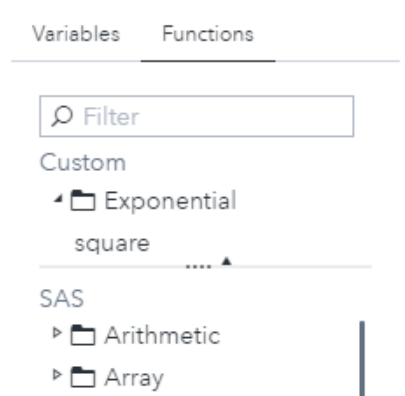 Variables Functions
Filter
Custom
Exponential
square
SAS
Arithmetic
Array